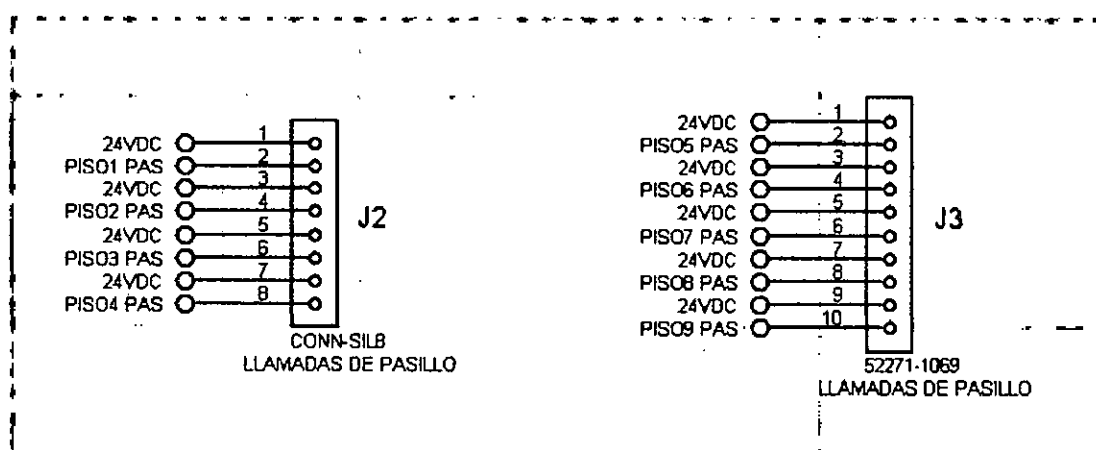 24VDC 1
PISO1 PAS 2
24VDC 3
PISO2 PAS 4
24VDC 5
PISO3 PAS 6
24VDC 7
PISO4 PAS 8
J2
CONN-SIL8
LLAMADAS DE PASILLO
24VDC 1
PISO5 PAS 2
24VDC 3
PISO6 PAS 4
24VDC 5
PISO7 PAS 6
24VDC 7
PISO8 PAS 8
24VDC 9
PISO9 PAS 10
J3
52271-1069
LLAMADAS DE PASILLO